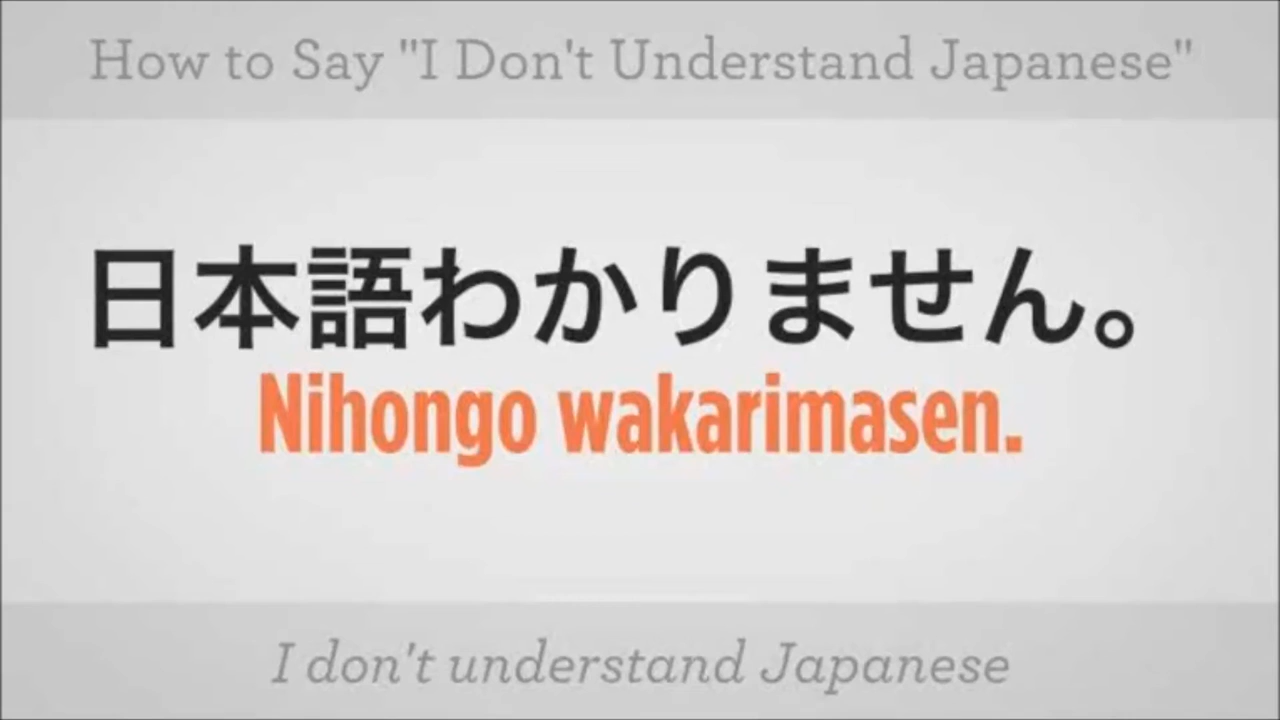 How to Say "I Don't Understand Japanese"
日本語わかりません。
Nihongo wakarimasen.
I don't understand Japanese